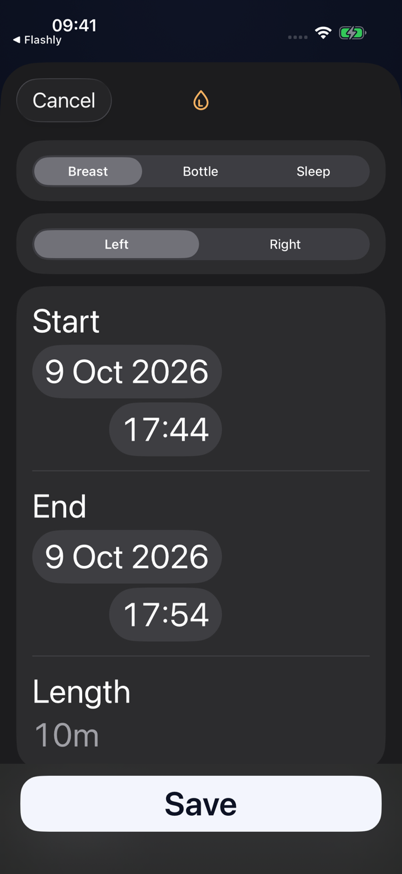 09:41
◀ Flashly
Cancel
L
Breast
Bottle
Sleep
Left
Right
Start
9 Oct 2026
17:44
End
9 Oct 2026
17:54
Length
10m
Save